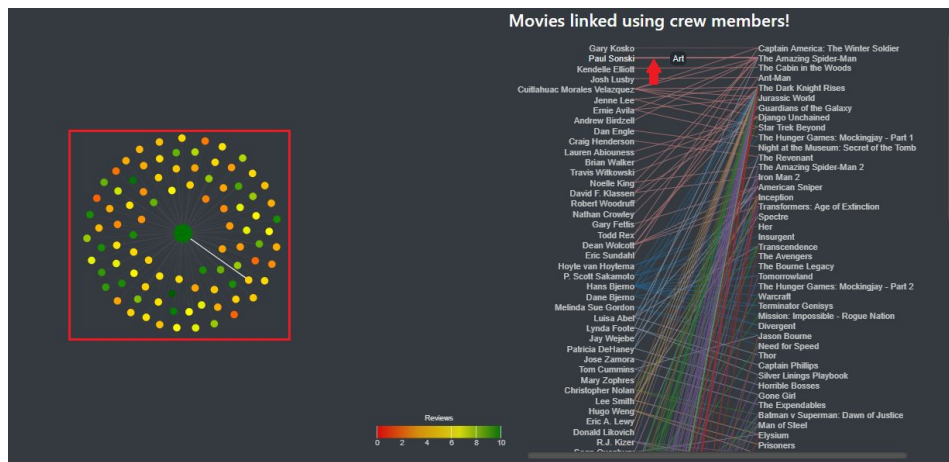 Movies linked using crew members!
Gary Kosko
Paul Sonski
Kendelle Elliott
Josh Lusby
Cuillahuac Morales Velazquez
Jenne Lee
Ernie Avila
Andrew Birdzell
Dan Engle
Craig Henderson
Lauren Abiouness
Brian Walker
Travis Witkowski
Noelle King
David F. Klassen
Robert Woodruff
Nathan Crowley
Gary Fettis
Todd Rex
Dean Wolcott
Eric Sundahl
Hoyte van Hoytema
P. Scott Sakamoto
Hans Bjerno
Dane Bjerno
Melinda Sue Gordon
Luisa Abel
Lynda Foote
Jay Wejebe
Patricia DeHaney
Jose Zamora
Tom Cummins
Mary Zophres
Christopher Nolan
Lee Smith
Hugo Weng
Eric A. Lewy
Donald Likovich
R.J. Kizer
Art
Captain America: The Winter Soldier
The Amazing Spider-Man
The Cabin in the Woods
Ant-Man
The Dark Knight Rises
Jurassic World
Guardians of the Galaxy
Django Unchained
Star Trek Beyond
The Hunger Games: Mockingjay - Part 1
Night at the Museum: Secret of the Tomb
The Revenant
The Amazing Spider-Man 2
Iron Man 2
American Sniper
Inception
Transformers: Age of Extinction
Spectre
Her
Insurgent
Transcendence
The Avengers
The Bourne Legacy
Tomorrowland
The Hunger Games: Mockingjay - Part 2
Warcraft
Terminator Genisys
Mission: Impossible - Rogue Nation
Divergent
Jason Bourne
Need for Speed
Thor
Captain Phillips
Silver Linings Playbook
Horrible Bosses
Gone Girl
The Expendables
Batman v Superman: Dawn of Justice
Man of Steel
Elysium
Prisoners
Reviews
0 2 4 6 8 10